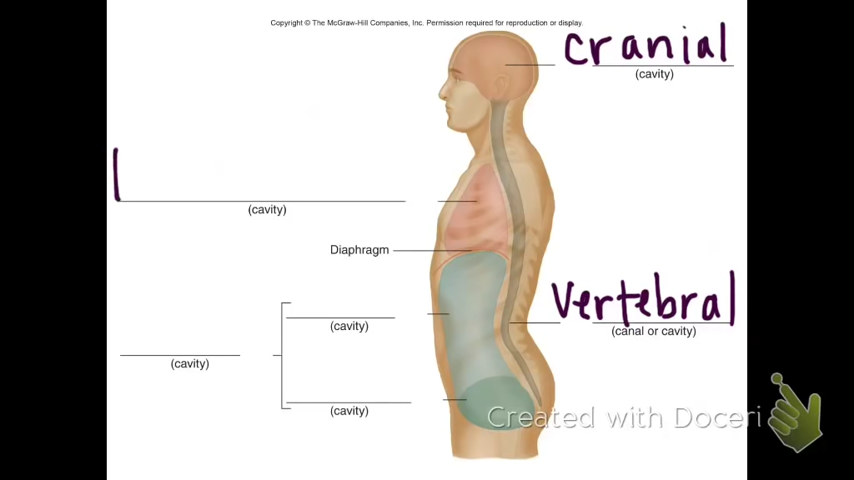 Copyright © The McGraw-Hill Companies, Inc. Permission required for reproduction or display.
cranial
(cavity)
(cavity)
Diaphragm
vertebral
(canal or cavity)
(cavity)
(cavity)
(cavity)
Created with Doceri